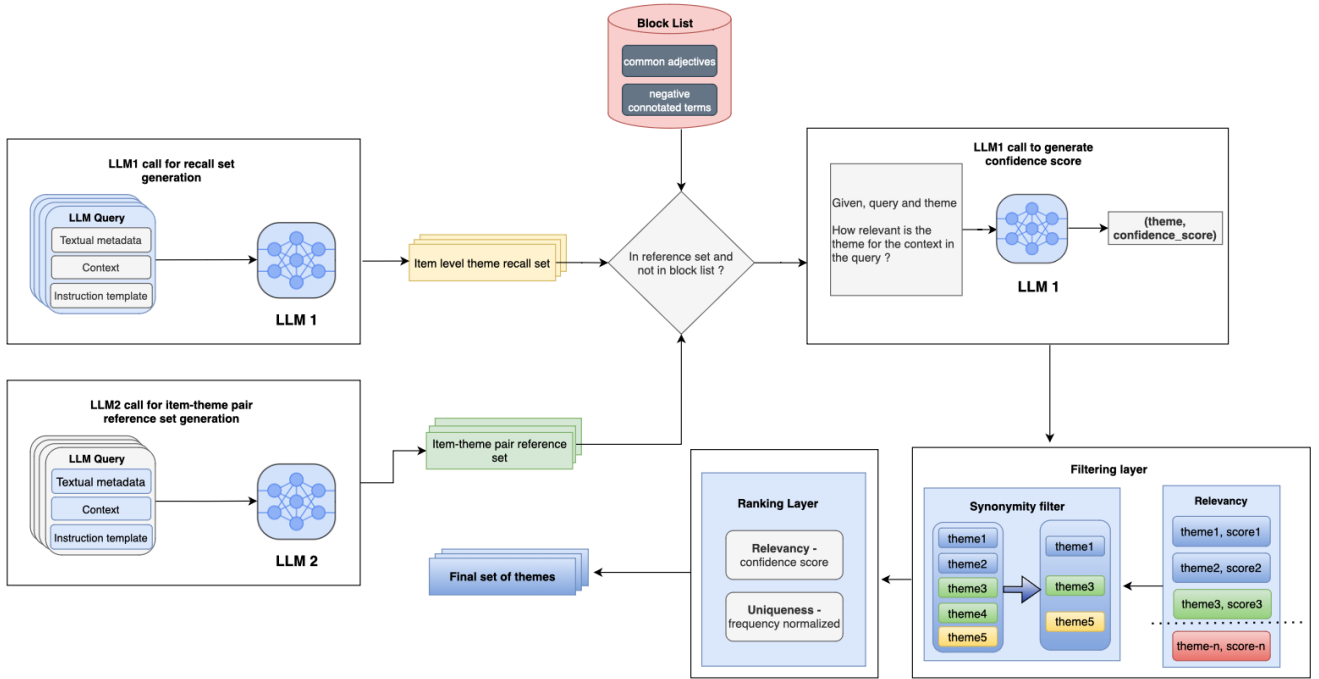 Block List
common adjectives
negative
connotated terms
LLM1 call for recall set
generation
LLM Query
Textual metadata
Context
Instruction template
LLM 1
Item level theme recall set
In reference set and
not in block list ?
LLM1 call to generate
confidence score
Given, query and theme
How relevant is the
theme for the context in
the query ?
LLM 1
(theme,
confidence_score)
LLM2 call for item-theme pair
reference set generation
LLM Query
Textual metadata
Context
Instruction template
LLM 2
Item-theme pair reference
set
Final set of themes
Ranking Layer
Relevancy -
confidence score
Uniqueness -
frequency normalized
Filtering layer
Synonymity filter
theme1
theme2
theme3
theme4
theme5
theme1
theme3
theme5
Relevancy
theme1, score1
theme2, score2
theme3, score3
theme-n, score-n